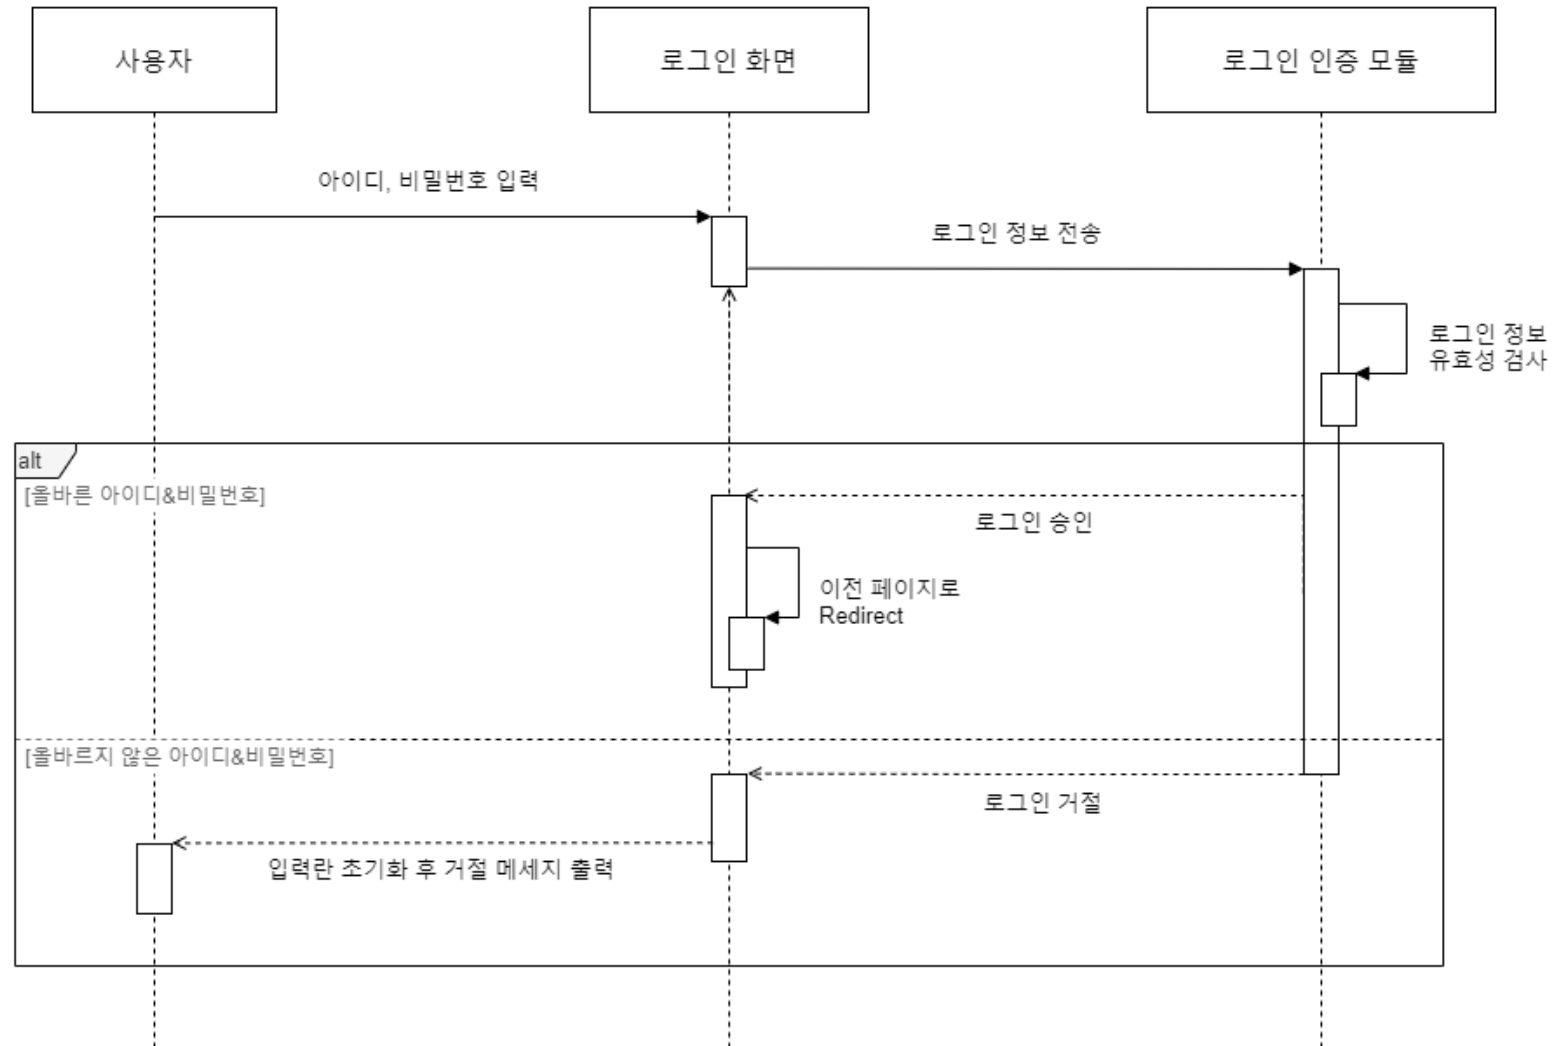 사용자
로그인 화면
로그인 인증 모듈
아이디, 비밀번호 입력
로그인 정보 전송
로그인 정보
유효성 검사
alt
[올바른 아이디&비밀번호]
로그인 승인
이전 페이지로
Redirect
[올바르지 않은 아이디&비밀번호]
로그인 거절
입력란 초기화 후 거절 메세지 출력